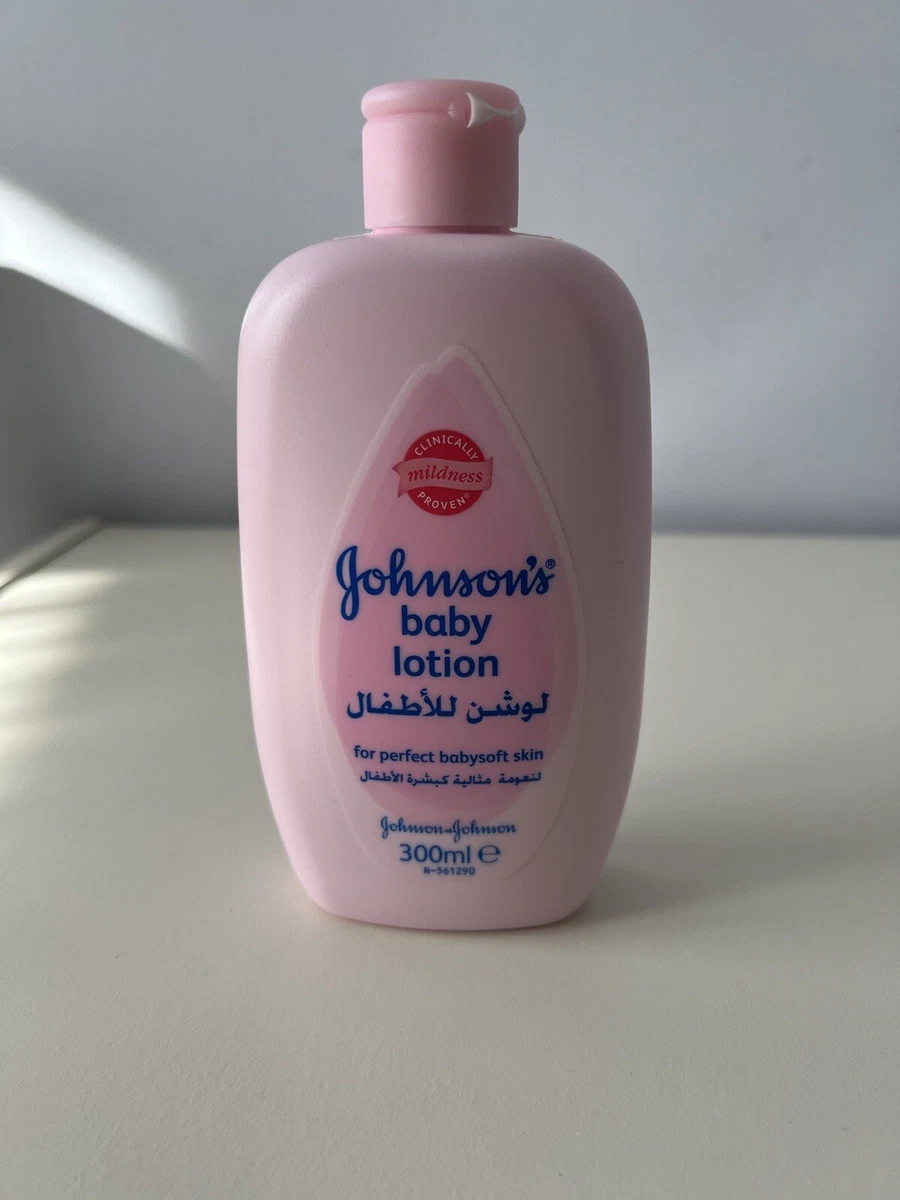 CLINICALLY
mildness
PROVEN®
Johnson's®
baby
lotion
لوشن للأطفال
for perfect babysoft skin
لنعومة مثالية كبشرة الأطفال
Johnson & Johnson
300ml ℮
N-561290